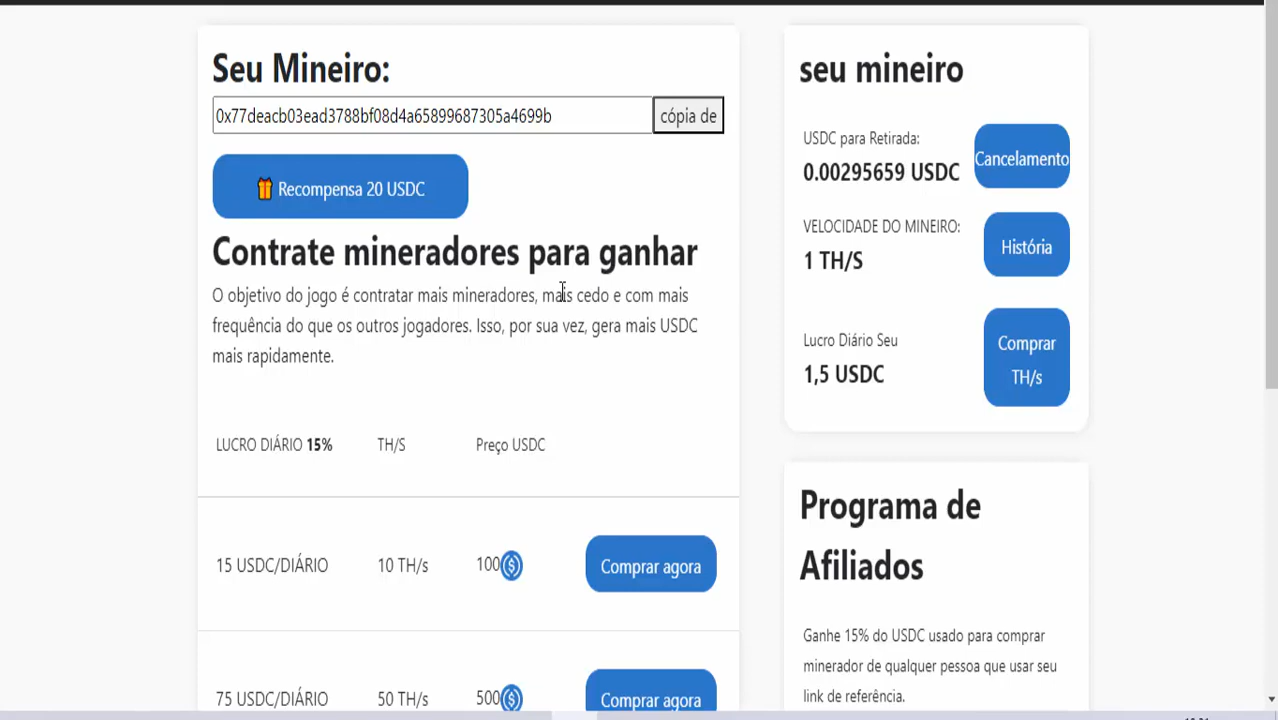 Seu Mineiro:
0x77deacb03ead3788bf08d4a65899687305a4699b
cópia de
🎁 Recompensa 20 USDC
Contrate mineradores para ganhar
O objetivo do jogo é contratar mais mineradores, mais cedo e com mais
frequência do que os outros jogadores. Isso, por sua vez, gera mais USDC
mais rapidamente.
LUCRO DIÁRIO 15% TH/S Preço USDC
15 USDC/DIÁRIO 10 TH/s 100 Comprar agora
75 USDC/DIÁRIO 50 TH/s 500 Comprar agora
seu mineiro
USDC para Retirada:
0.00295659 USDC
Cancelamento
VELOCIDADE DO MINEIRO:
1 TH/S
História
Lucro Diário Seu
1,5 USDC
Comprar
TH/s
Programa de
Afiliados
Ganhe 15% do USDC usado para comprar
minerador de qualquer pessoa que usar seu
link de referência.